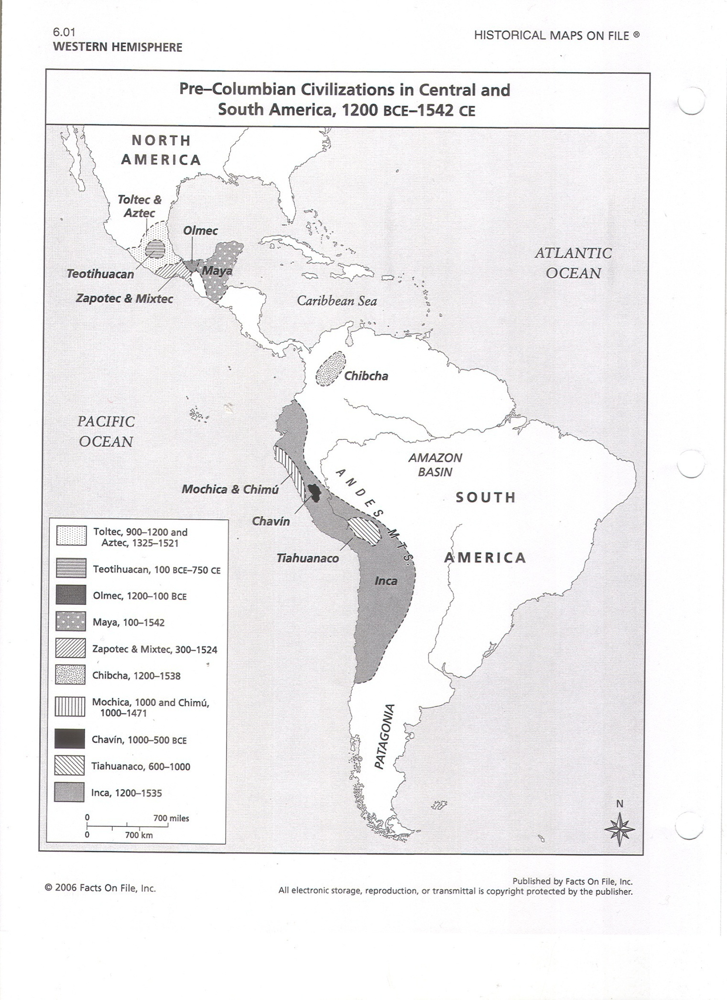 6.01
WESTERN HEMISPHERE
HISTORICAL MAPS ON FILE ®
Pre–Columbian Civilizations in Central and
South America, 1200 BCE–1542 CE
NORTH
AMERICA
Toltec &
Aztec
Olmec
Teotihuacan
Maya
Zapotec & Mixtec
ATLANTIC
OCEAN
Caribbean Sea
Chibcha
PACIFIC
OCEAN
AMAZON
BASIN
ANDES MTS.
SOUTH
AMERICA
Mochica & Chimú
Chavín
Tiahuanaco
Inca
PATAGONIA
Toltec, 900–1200 and
Aztec, 1325–1521
Teotihuacan, 100 BCE–750 CE
Olmec, 1200–100 BCE
Maya, 100–1542
Zapotec & Mixtec, 300–1524
Chibcha, 1200–1538
Mochica, 1000 and Chimú,
1000–1471
Chavín, 1000–500 BCE
Tiahuanaco, 600–1000
Inca, 1200–1535
0 700 miles
0 700 km
N
© 2006 Facts On File, Inc.
Published by Facts On File, Inc.
All electronic storage, reproduction, or transmittal is copyright protected by the publisher.